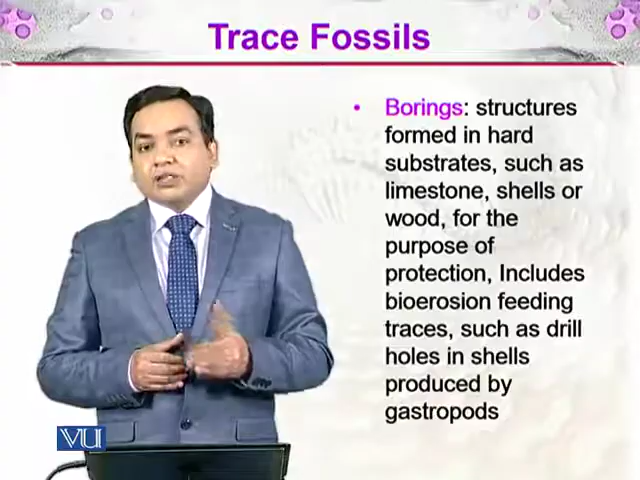 Trace Fossils
• Borings: structures
formed in hard
substrates, such as
limestone, shells or
wood, for the
purpose of
protection, Includes
bioerosion feeding
traces, such as drill
holes in shells
produced by
gastropods
VU